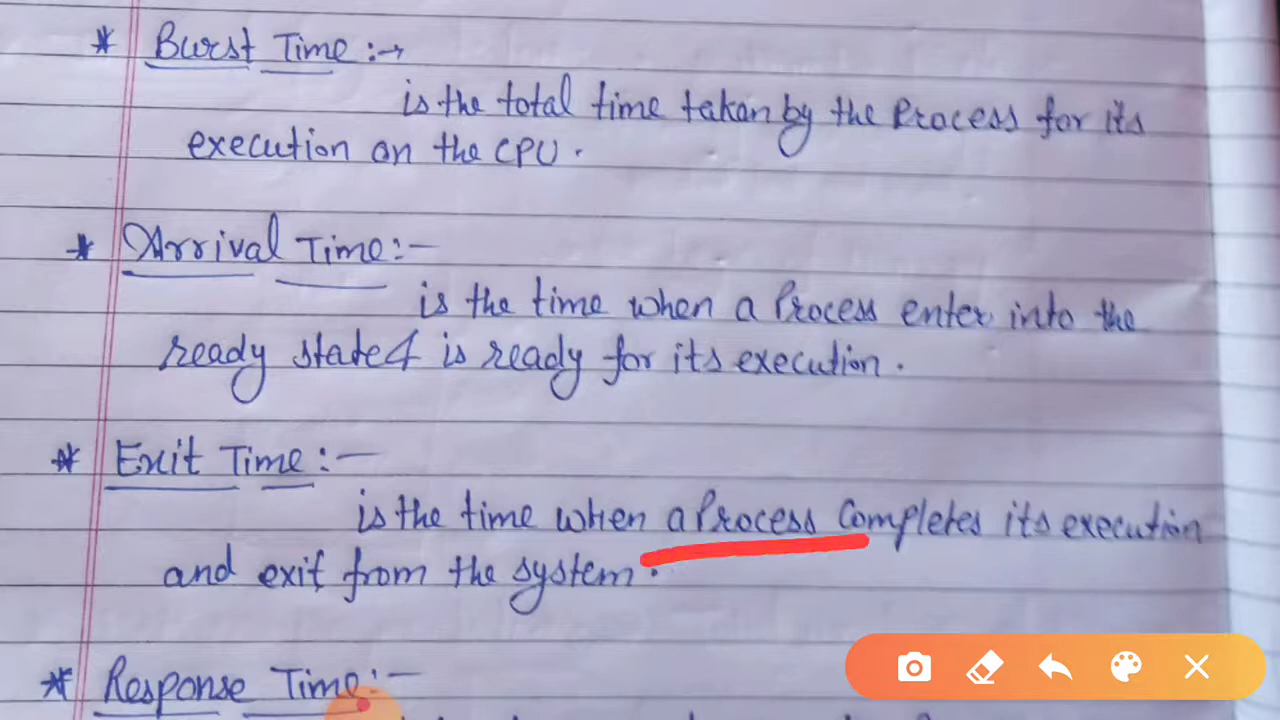 * Burst Time :→
is the total time taken by the Process for its
execution on the CPU .
* Arrival Time :-
is the time when a Process enter into the
ready state & is ready for its execution .
* Exit Time :-
is the time when a Process Completes its execution
and exit from the system .
* Response Time :-